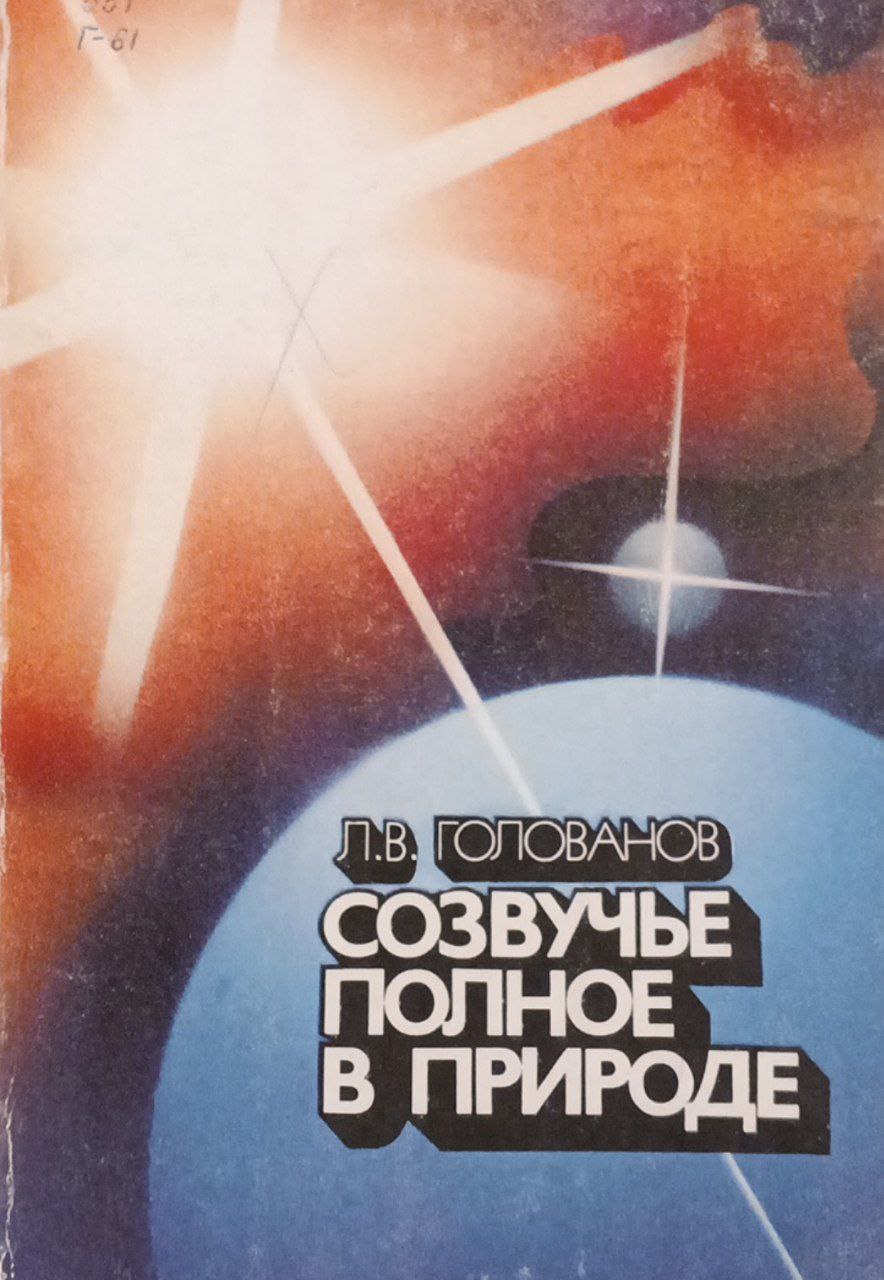 Г-61
Л.В. ГОЛОВАНОВ
СОЗВУЧЬЕ
ПОЛНОЕ
В ПРИРОДЕ